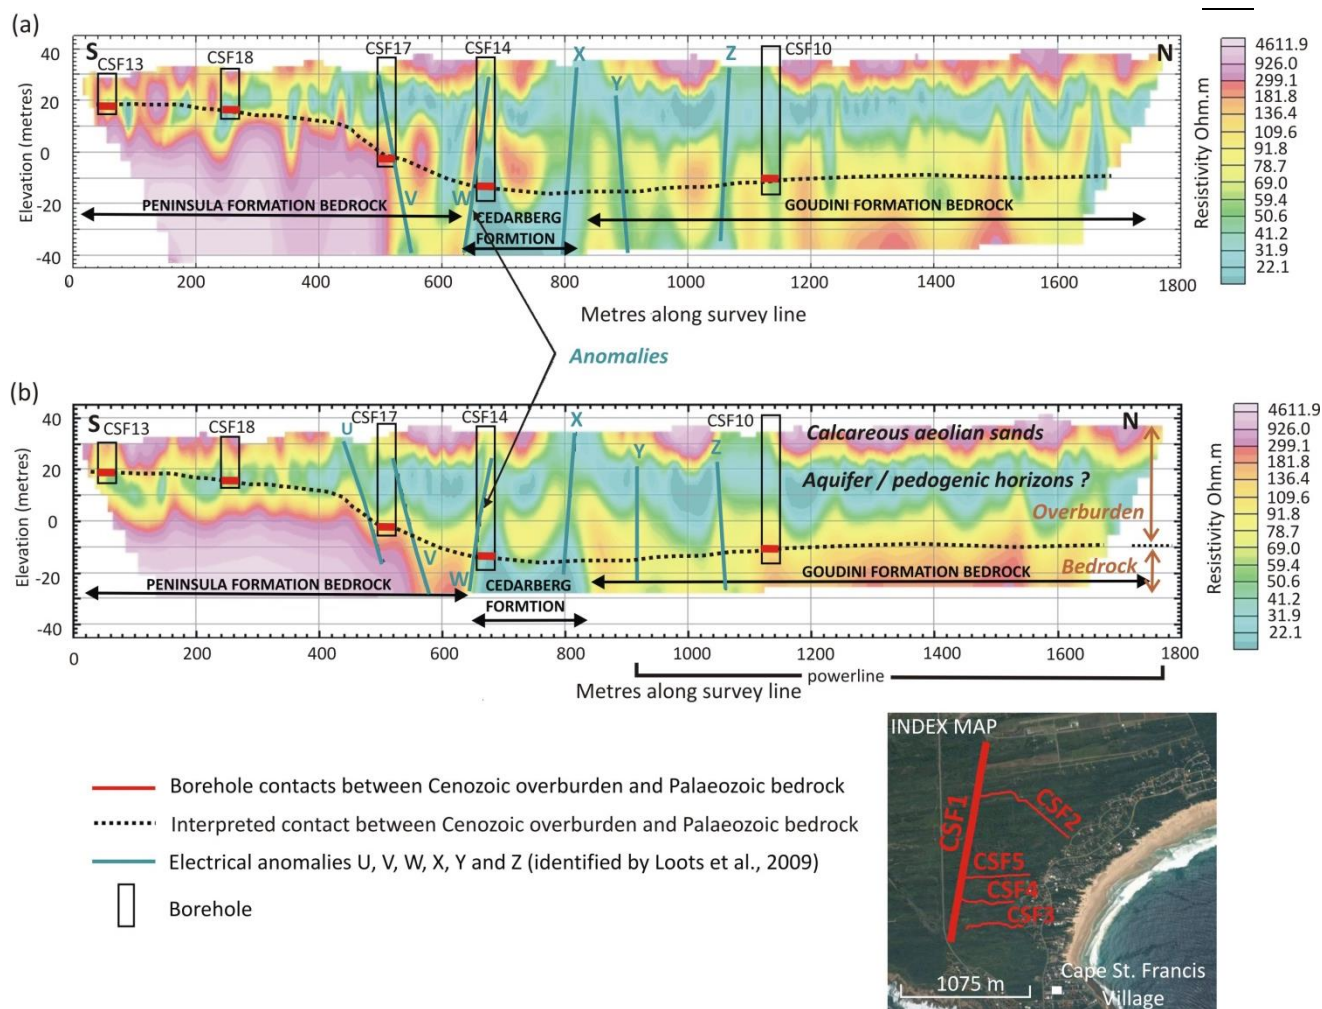 (a)
S
N
CSF13
CSF18
CSF17
CSF14
X
Y
Z
CSF10
V
W
PENINSULA FORMATION BEDROCK
CEDARBERG
FORMTION
GOUDINI FORMATION BEDROCK
Elevation (metres)
40
20
0
-20
-40
0 200 400 600 800 1000 1200 1400 1600 1800
Metres along survey line
Resistivity Ohm.m
4611.9
926.0
299.1
181.8
136.4
109.6
91.8
78.7
69.0
59.4
50.6
41.2
31.9
22.1
Anomalies
(b)
S
N
CSF13
CSF18
U
CSF17
CSF14
X
Y
Z
CSF10
V
W
Calcareous aeolian sands
Aquifer / pedogenic horizons ?
Overburden
Bedrock
PENINSULA FORMATION BEDROCK
CEDARBERG
FORMTION
GOUDINI FORMATION BEDROCK
Elevation (metres)
40
20
0
-20
-40
0 200 400 600 800 1000 1200 1400 1600 1800
powerline
Metres along survey line
Resistivity Ohm.m
4611.9
926.0
299.1
181.8
136.4
109.6
91.8
78.7
69.0
59.4
50.6
41.2
31.9
22.1
Borehole contacts between Cenozoic overburden and Palaeozoic bedrock
Interpreted contact between Cenozoic overburden and Palaeozoic bedrock
Electrical anomalies U, V, W, X, Y and Z (identified by Loots et al., 2009)
Borehole
INDEX MAP
CSF1
CSF2
CSF5
CSF4
CSF3
1075 m
Cape St. Francis
Village